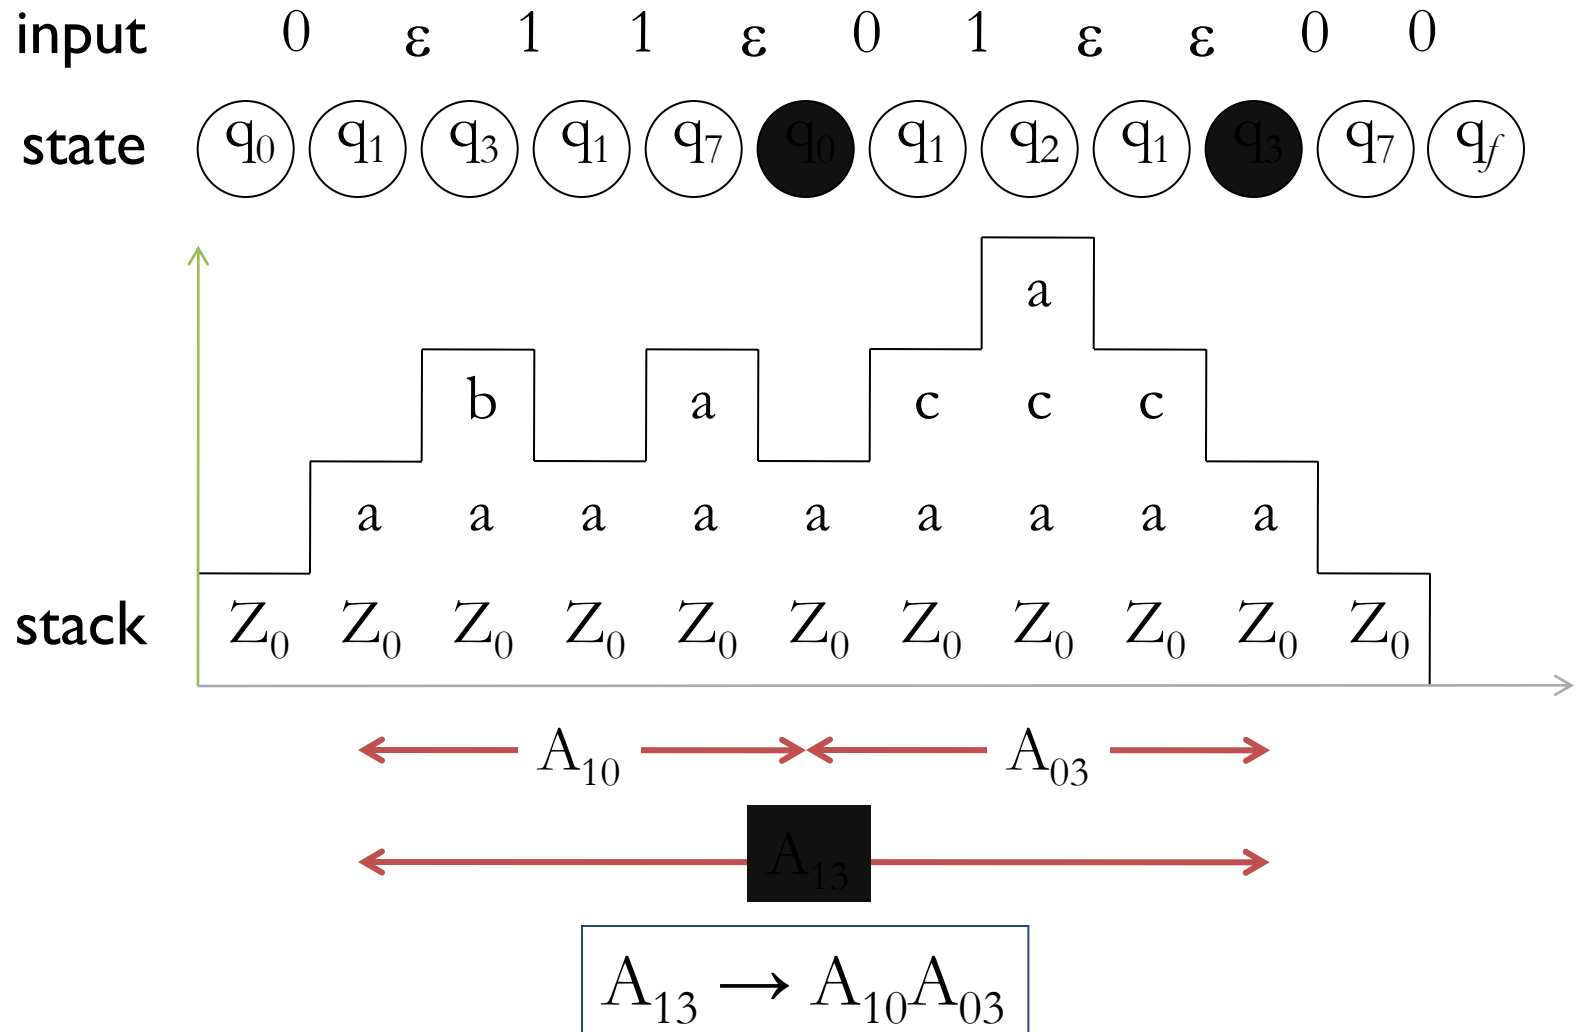 input 0 ε 1 1 ε 0 1 ε ε 0 0
state q₀ q₁ q₃ q₁ q₇ q₀ q₁ q₂ q₁ q₃ q₇ q_f
a
b a c c c
a a a a a a a a a
stack Z₀ Z₀ Z₀ Z₀ Z₀ Z₀ Z₀ Z₀ Z₀ Z₀ Z₀
A₁₀ A₀₃
A₁₃
A₁₃ → A₁₀A₀₃